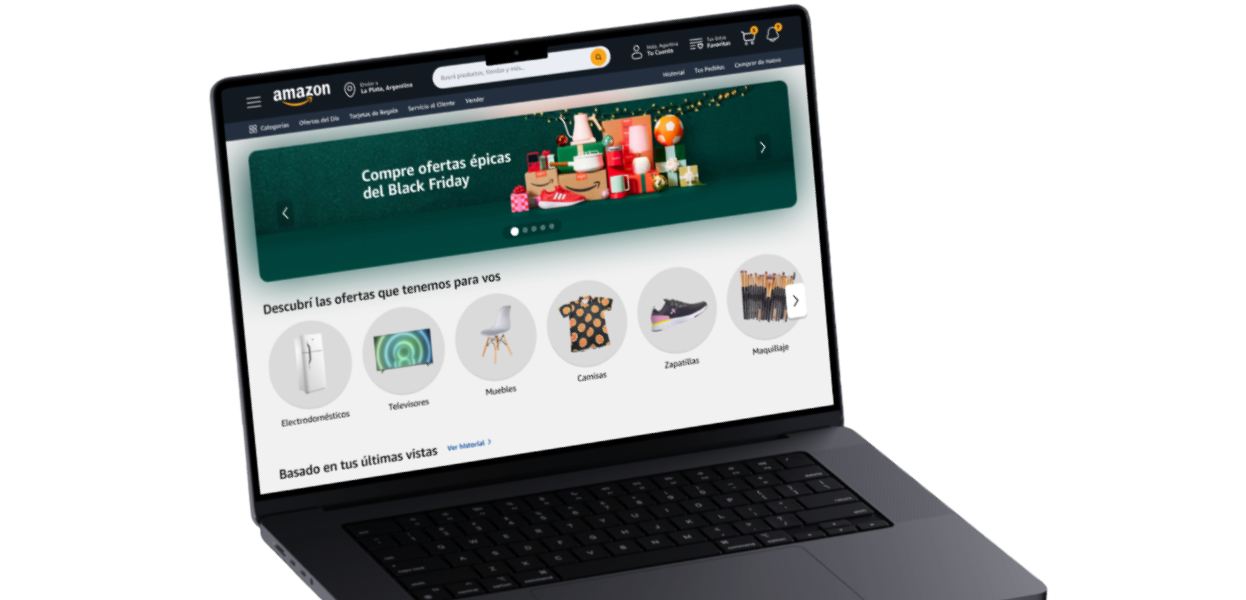 amazon
Enviar a
La Plata, Argentina
Buscá productos, tiendas y más...
Hola, Agostina
Tu Cuenta
Tus listas
Favoritos
Categorías
Ofertas del Día
Tarjetas de Regalo
Servicio al Cliente
Vender
Historial
Tus Pedidos
Comprar de nuevo
Compre ofertas épicas
del Black Friday
Descubrí las ofertas que tenemos para vos
Electrodomésticos
Televisores
Muebles
Camisas
Zapatillas
Maquillaje
Basado en tus últimas vistas
Ver historial